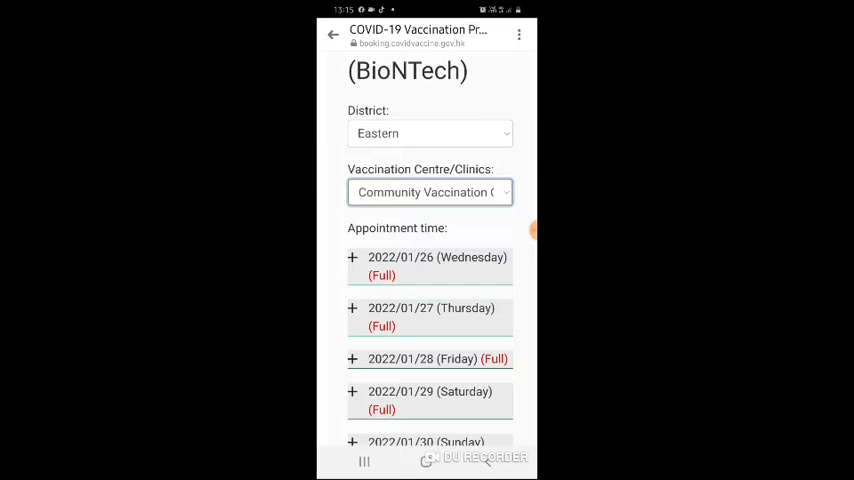 13:15
COVID-19 Vaccination Pr...
booking.covidvaccine.gov.hk
(BioNTech)
District:
Eastern
Vaccination Centre/Clinics:
Community Vaccination C
Appointment time:
+ 2022/01/26 (Wednesday)
(Full)
+ 2022/01/27 (Thursday)
(Full)
+ 2022/01/28 (Friday) (Full)
+ 2022/01/29 (Saturday)
(Full)
+ 2022/01/30 (Sunday)
DU RECORDER